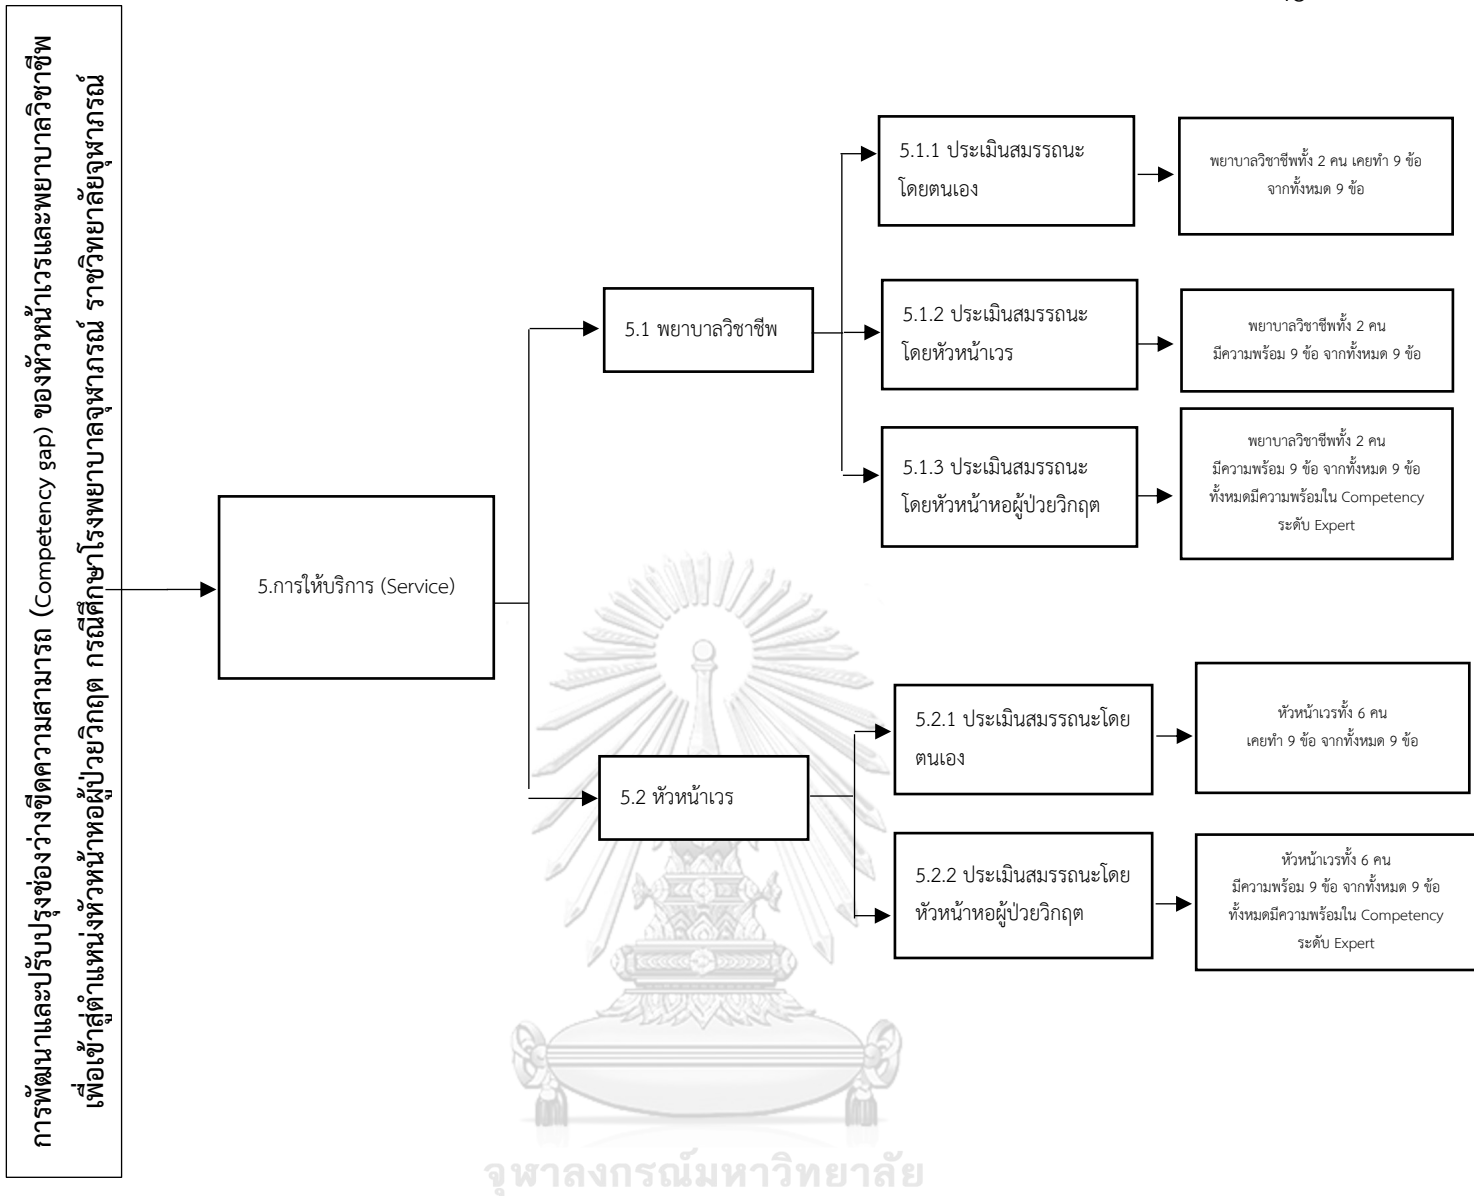 การพัฒนาและปรับปรุงช่องว่างขีดความสามารถ (Competency gap) ของหัวหน้าเวรและพยาบาลวิชาชีพ
เพื่อเข้าสู่ตำแหน่งหัวหน้าหอผู้ป่วยวิกฤต กรณีศึกษาโรงพยาบาลจุฬาภรณ์ ราชวิทยาลัยจุฬาภรณ์
5.การให้บริการ (Service)
5.1 พยาบาลวิชาชีพ
5.1.1 ประเมินสมรรถนะ
โดยตนเอง
พยาบาลวิชาชีพทั้ง 2 คน เคยทำ 9 ข้อ
จากทั้งหมด 9 ข้อ
5.1.2 ประเมินสมรรถนะ
โดยหัวหน้าเวร
พยาบาลวิชาชีพทั้ง 2 คน
มีความพร้อม 9 ข้อ จากทั้งหมด 9 ข้อ
5.1.3 ประเมินสมรรถนะ
โดยหัวหน้าหอผู้ป่วยวิกฤต
พยาบาลวิชาชีพทั้ง 2 คน
มีความพร้อม 9 ข้อ จากทั้งหมด 9 ข้อ
ทั้งหมดมีความพร้อมใน Competency
ระดับ Expert
5.2 หัวหน้าเวร
5.2.1 ประเมินสมรรถนะโดย
ตนเอง
หัวหน้าเวรทั้ง 6 คน
เคยทำ 9 ข้อ จากทั้งหมด 9 ข้อ
5.2.2 ประเมินสมรรถนะโดย
หัวหน้าหอผู้ป่วยวิกฤต
หัวหน้าเวรทั้ง 6 คน
มีความพร้อม 9 ข้อ จากทั้งหมด 9 ข้อ
ทั้งหมดมีความพร้อมใน Competency
ระดับ Expert
จุฬาลงกรณ์มหาวิทยาลัย